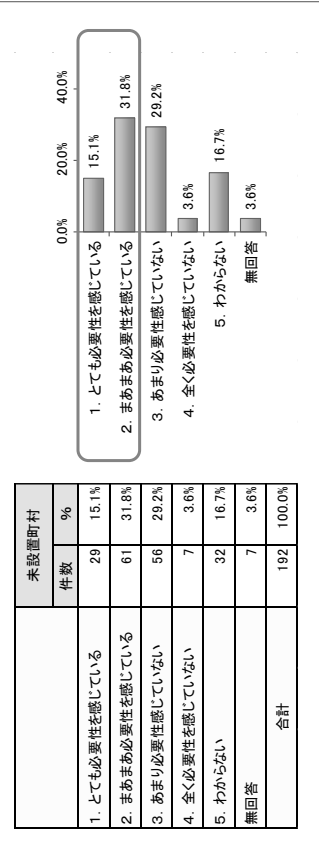 未設置町村
件数 %
1. とても必要性を感じている 29 15.1%
2. まあまあ必要性を感じている 61 31.8%
3. あまり必要性感じていない 56 29.2%
4. 全く必要性を感じていない 7 3.6%
5. わからない 32 16.7%
無回答 7 3.6%
合計 192 100.0%
0.0% 20.0% 40.0%
1. とても必要性を感じている 15.1%
2. まあまあ必要性を感じている 31.8%
3. あまり必要性感じていない 29.2%
4. 全く必要性を感じていない 3.6%
5. わからない 16.7%
無回答 3.6%